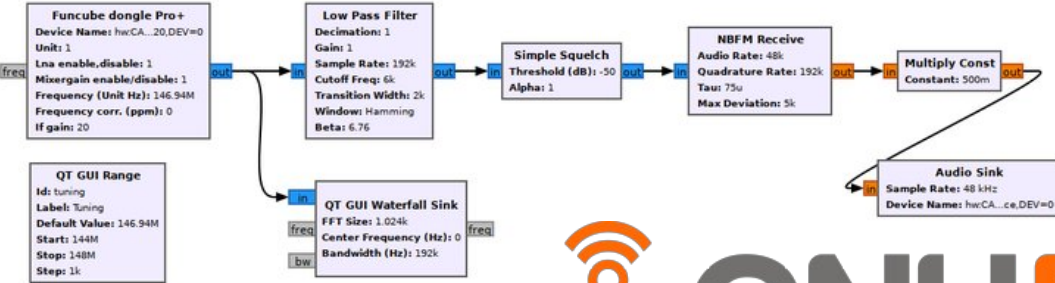 Funcube dongle Pro+
Device Name: hw:CA...20,DEV=0
Unit: 1
Lna enable,disable: 1
Mixergain enable/disable: 1
Frequency (Unit Hz): 146.94M
Frequency corr. (ppm): 0
If gain: 20
freq
out
Low Pass Filter
Decimation: 1
Gain: 1
Sample Rate: 192k
Cutoff Freq: 6k
Transition Width: 2k
Window: Hamming
Beta: 6.76
in
out
Simple Squelch
Threshold (dB): -50
Alpha: 1
in
out
NBFM Receive
Audio Rate: 48k
Quadrature Rate: 192k
Tau: 75u
Max Deviation: 5k
in
out
Multiply Const
Constant: 500m
in
out
QT GUI Range
Id: tuning
Label: Tuning
Default Value: 146.94M
Start: 144M
Stop: 148M
Step: 1k
QT GUI Waterfall Sink
FFT Size: 1.024k
Center Frequency (Hz): 0
Bandwidth (Hz): 192k
in
freq
bw
freq
Audio Sink
Sample Rate: 48 kHz
Device Name: hw:CA...ce,DEV=0
in